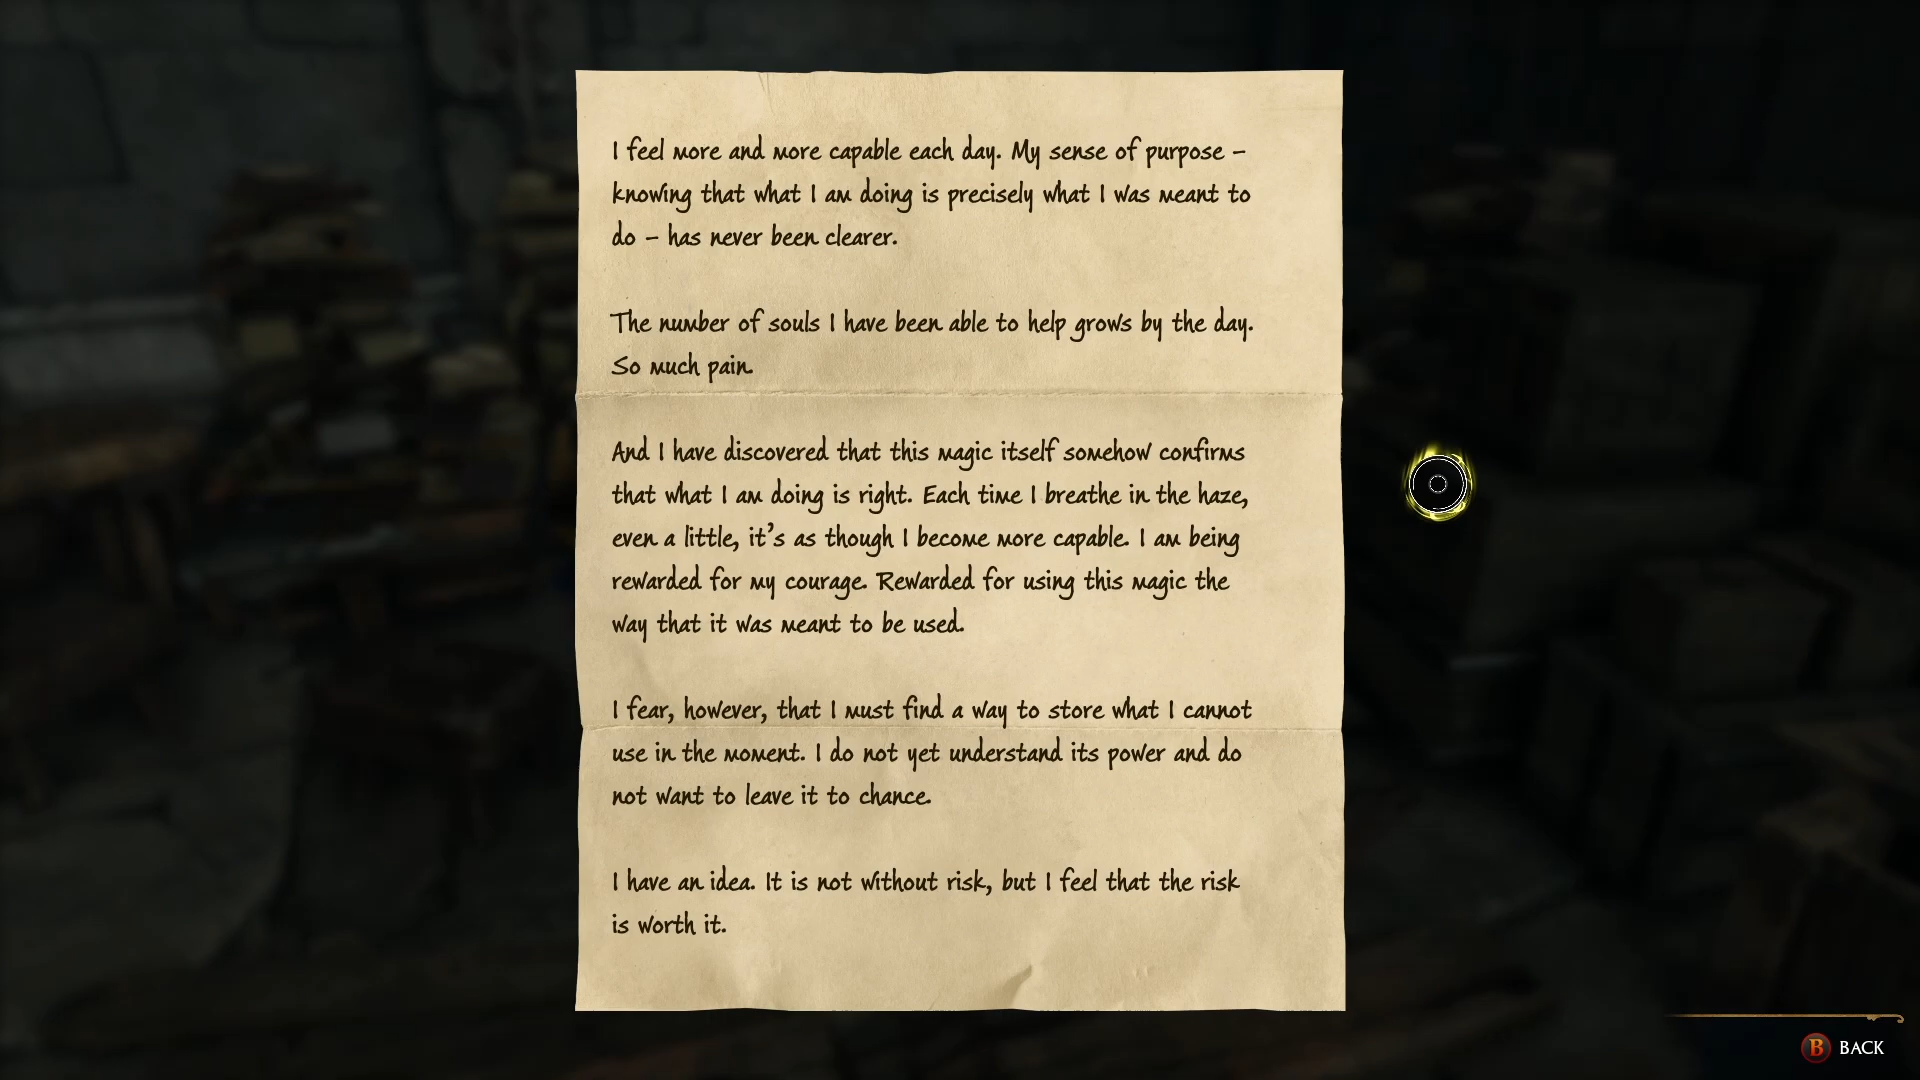 I feel more and more capable each day. My sense of purpose –
knowing that what I am doing is precisely what I was meant to
do – has never been clearer.
The number of souls I have been able to help grows by the day.
So much pain.
And I have discovered that this magic itself somehow confirms
that what I am doing is right. Each time I breathe in the haze,
even a little, it's as though I become more capable. I am being
rewarded for my courage. Rewarded for using this magic the
way that it was meant to be used.
I fear, however, that I must find a way to store what I cannot
use in the moment. I do not yet understand its power and do
not want to leave it to chance.
I have an idea. It is not without risk, but I feel that the risk
is worth it.
B BACK